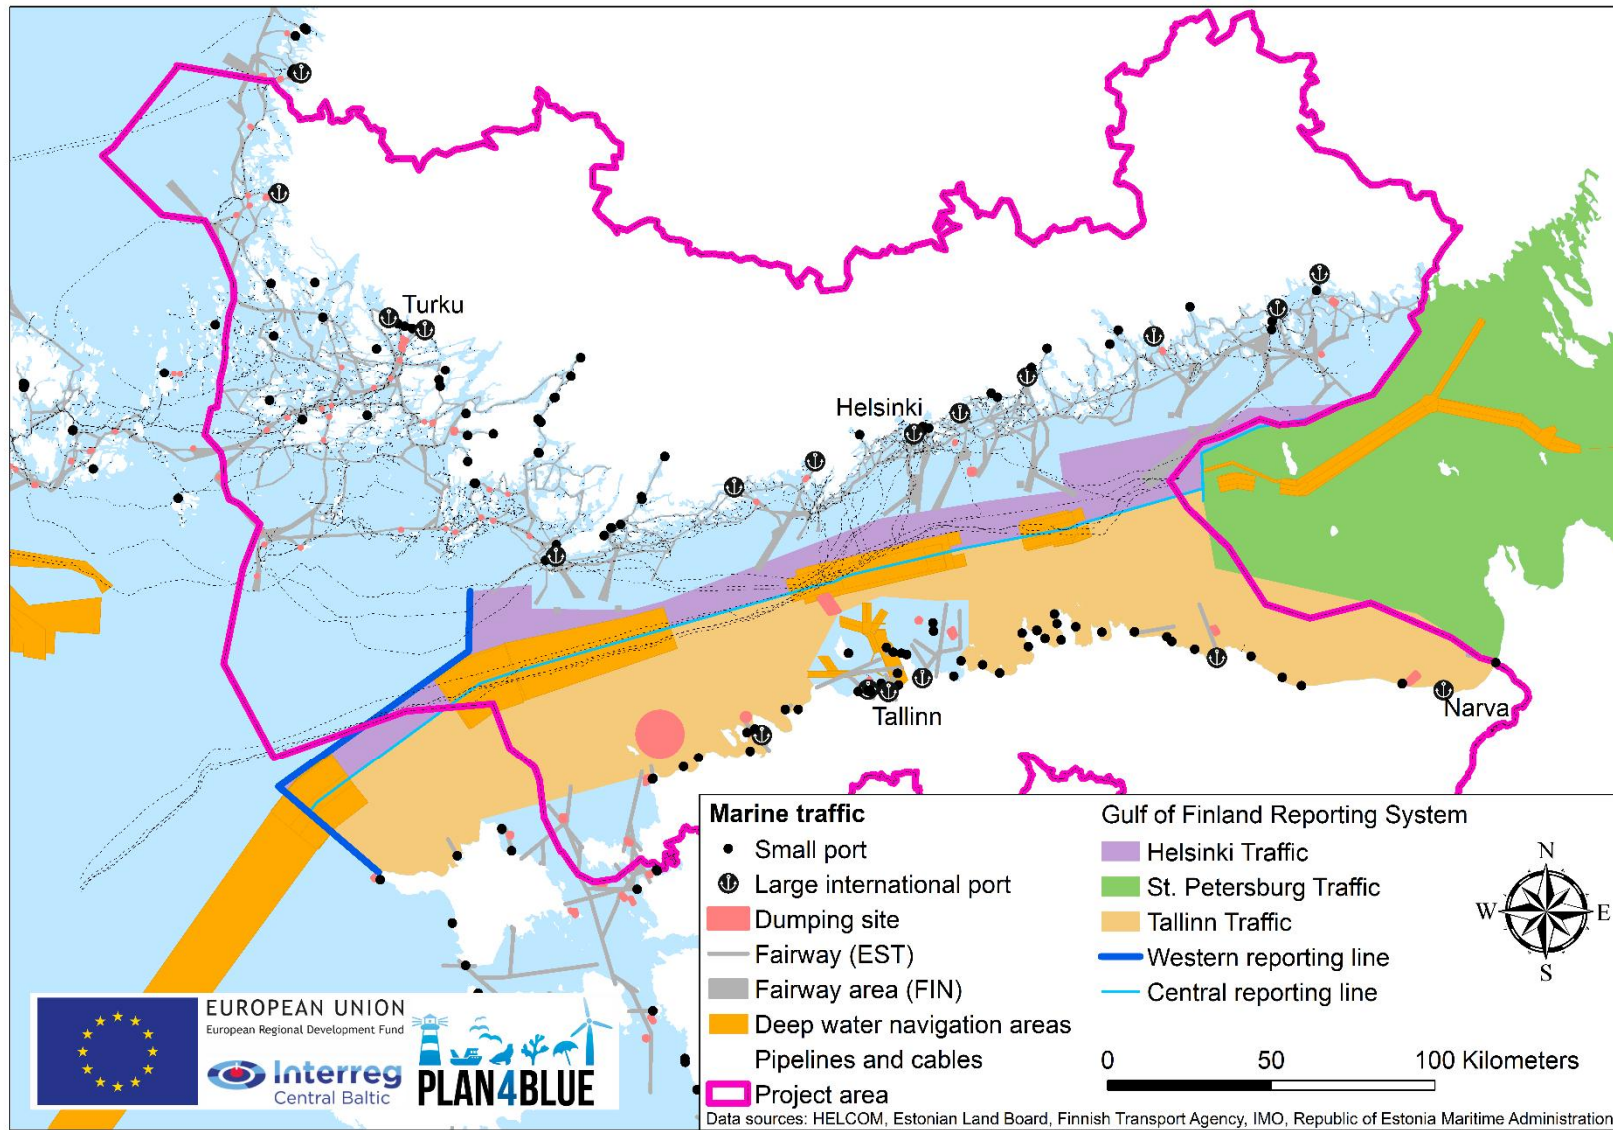 Turku
Helsinki
Tallinn
Narva
Marine traffic
Small port
Large international port
Dumping site
Fairway (EST)
Fairway area (FIN)
Deep water navigation areas
Pipelines and cables
Project area
Gulf of Finland Reporting System
Helsinki Traffic
St. Petersburg Traffic
Tallinn Traffic
Western reporting line
Central reporting line
N
W
E
S
0 50 100 Kilometers
Data sources: HELCOM, Estonian Land Board, Finnish Transport Agency, IMO, Republic of Estonia Maritime Administration
EUROPEAN UNION
European Regional Development Fund
Interreg
Central Baltic
PLAN4BLUE